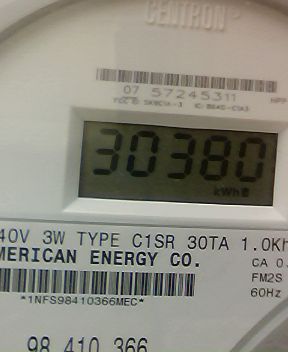 CENTRON®
07 57245311
30380
kWh
40V 3W TYPE C1SR 30TA 1.0Kh
MERICAN ENERGY CO.
CA 0.
FM2S
60Hz
*1NFS98410366MEC*
98 410 366